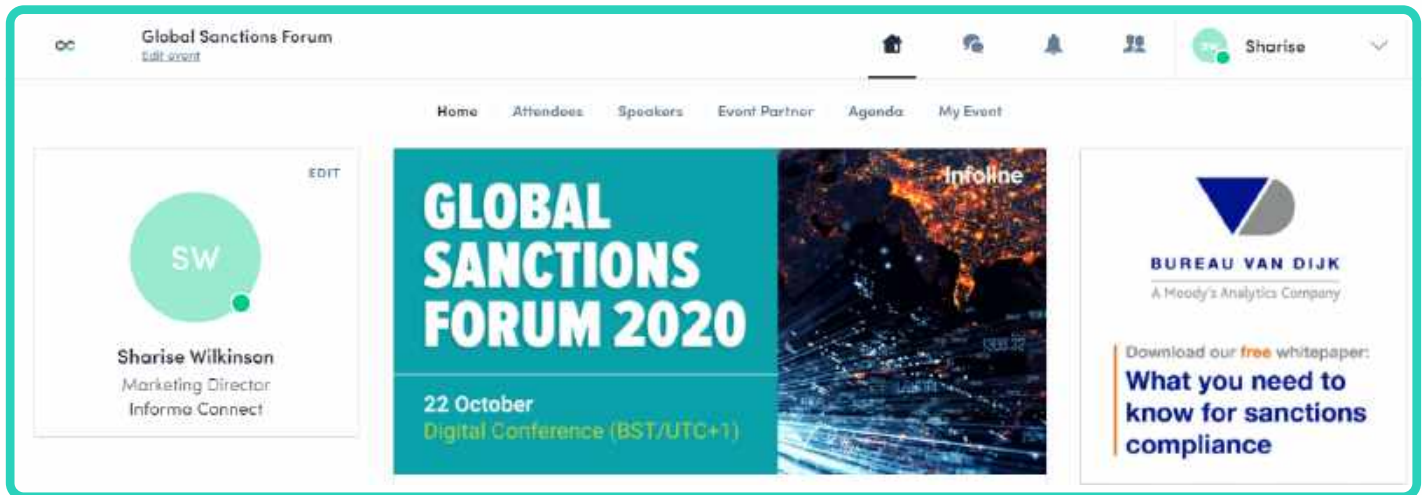 Global Sanctions Forum
Edit event
SW
Sharise
Home Attendees Speakers Event Partner Agenda My Event
EDIT
SW
Sharise Wilkinson
Marketing Director
Informa Connect
GLOBAL
SANCTIONS
FORUM 2020
22 October
Digital Conference (BST/UTC+1)
Infoline
BUREAU VAN DIJK
A Moody's Analytics Company
Download our free whitepaper:
What you need to
know for sanctions
compliance